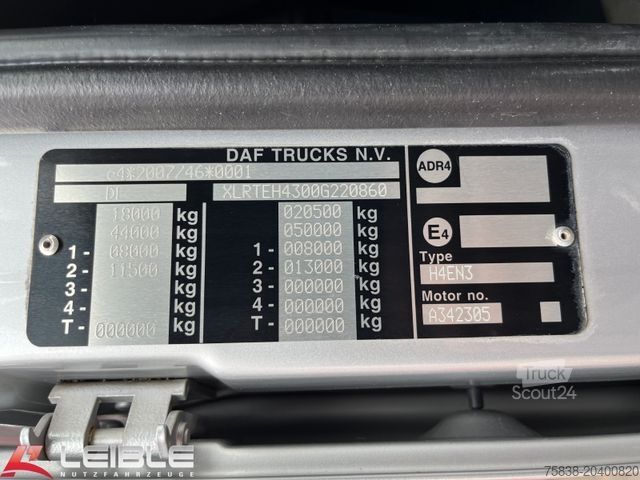 DAF TRUCKS N.V.
e4*2007/46*0001
DE XLRTEH4300G220860
18000 kg 020500 kg
44000 kg 050000 kg
1- 08000 kg 1- 008000 kg
2- 11500 kg 2- 013000 kg
3- kg 3- 000000 kg
4- kg 4- 000000 kg
T- 000000 kg T- 000000 kg
ADR4
E4
Type
H4EN3
Motor no.
A342305
Truck
Scout24
LEIBLE
NUTZFAHRZEUGE
75838-20400820